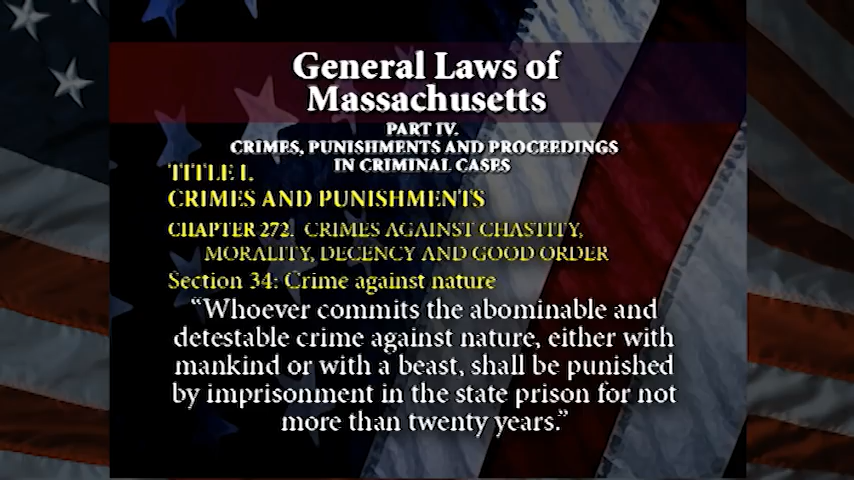 General Laws of
Massachusetts
PART IV.
CRIMES, PUNISHMENTS AND PROCEEDINGS
IN CRIMINAL CASES
TITLE I.
CRIMES AND PUNISHMENTS
CHAPTER 272. CRIMES AGAINST CHASTITY,
MORALITY, DECENCY AND GOOD ORDER
Section 34: Crime against nature
“Whoever commits the abominable and
detestable crime against nature, either with
mankind or with a beast, shall be punished
by imprisonment in the state prison for not
more than twenty years.”